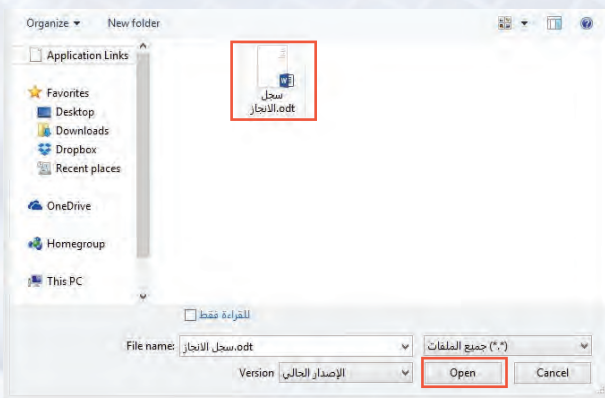 Organize New folder
Application Links
Favorites
Desktop
Downloads
Dropbox
Recent places
OneDrive
Homegroup
This PC
سجل
الانجاز.odt
للقراءة فقط
File name: سجل الانجاز.odt
جميع الملفات (*.*)
Version الإصدار الحالي
Open Cancel